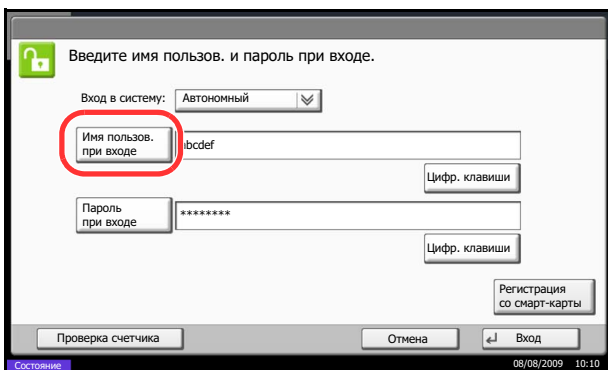 Введите имя пользов. и пароль при входе.
Вход в систему: Автономный
Имя пользов.
при входе
bcdef
Цифр. клавиши
Пароль
при входе
********
Цифр. клавиши
Регистрация
со смарт-карты
Проверка счетчика Отмена Вход
Состояние 08/08/2009 10:10